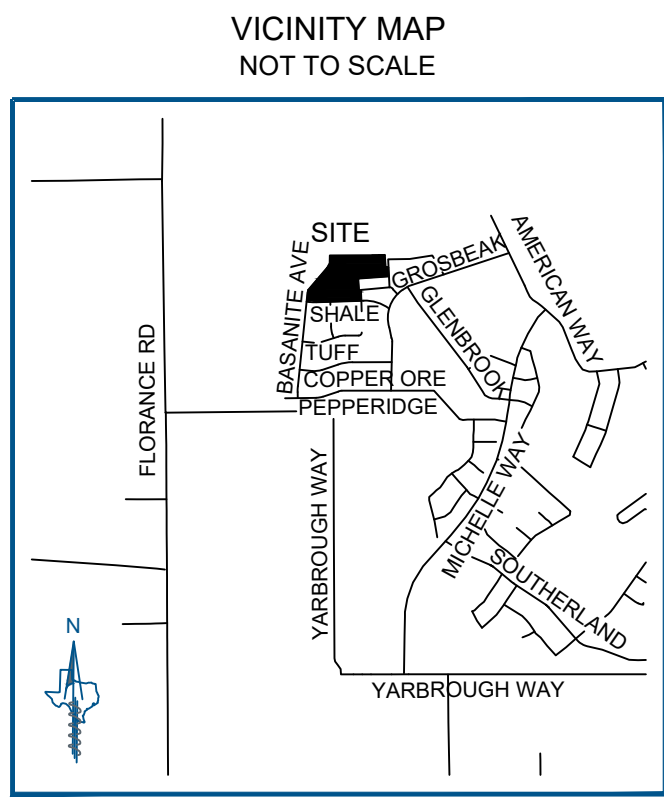 VICINITY MAP
NOT TO SCALE
SITE
AMERICAN WAY
GROSBEAK
BASANITE AVE
GLENBROOK
SHALE
FLORANCE RD
TUFF
COPPER ORE
PEPPERIDGE
MICHELLE WAY
YARBROUGH WAY
SOUTHERLAND
N
YARBROUGH WAY